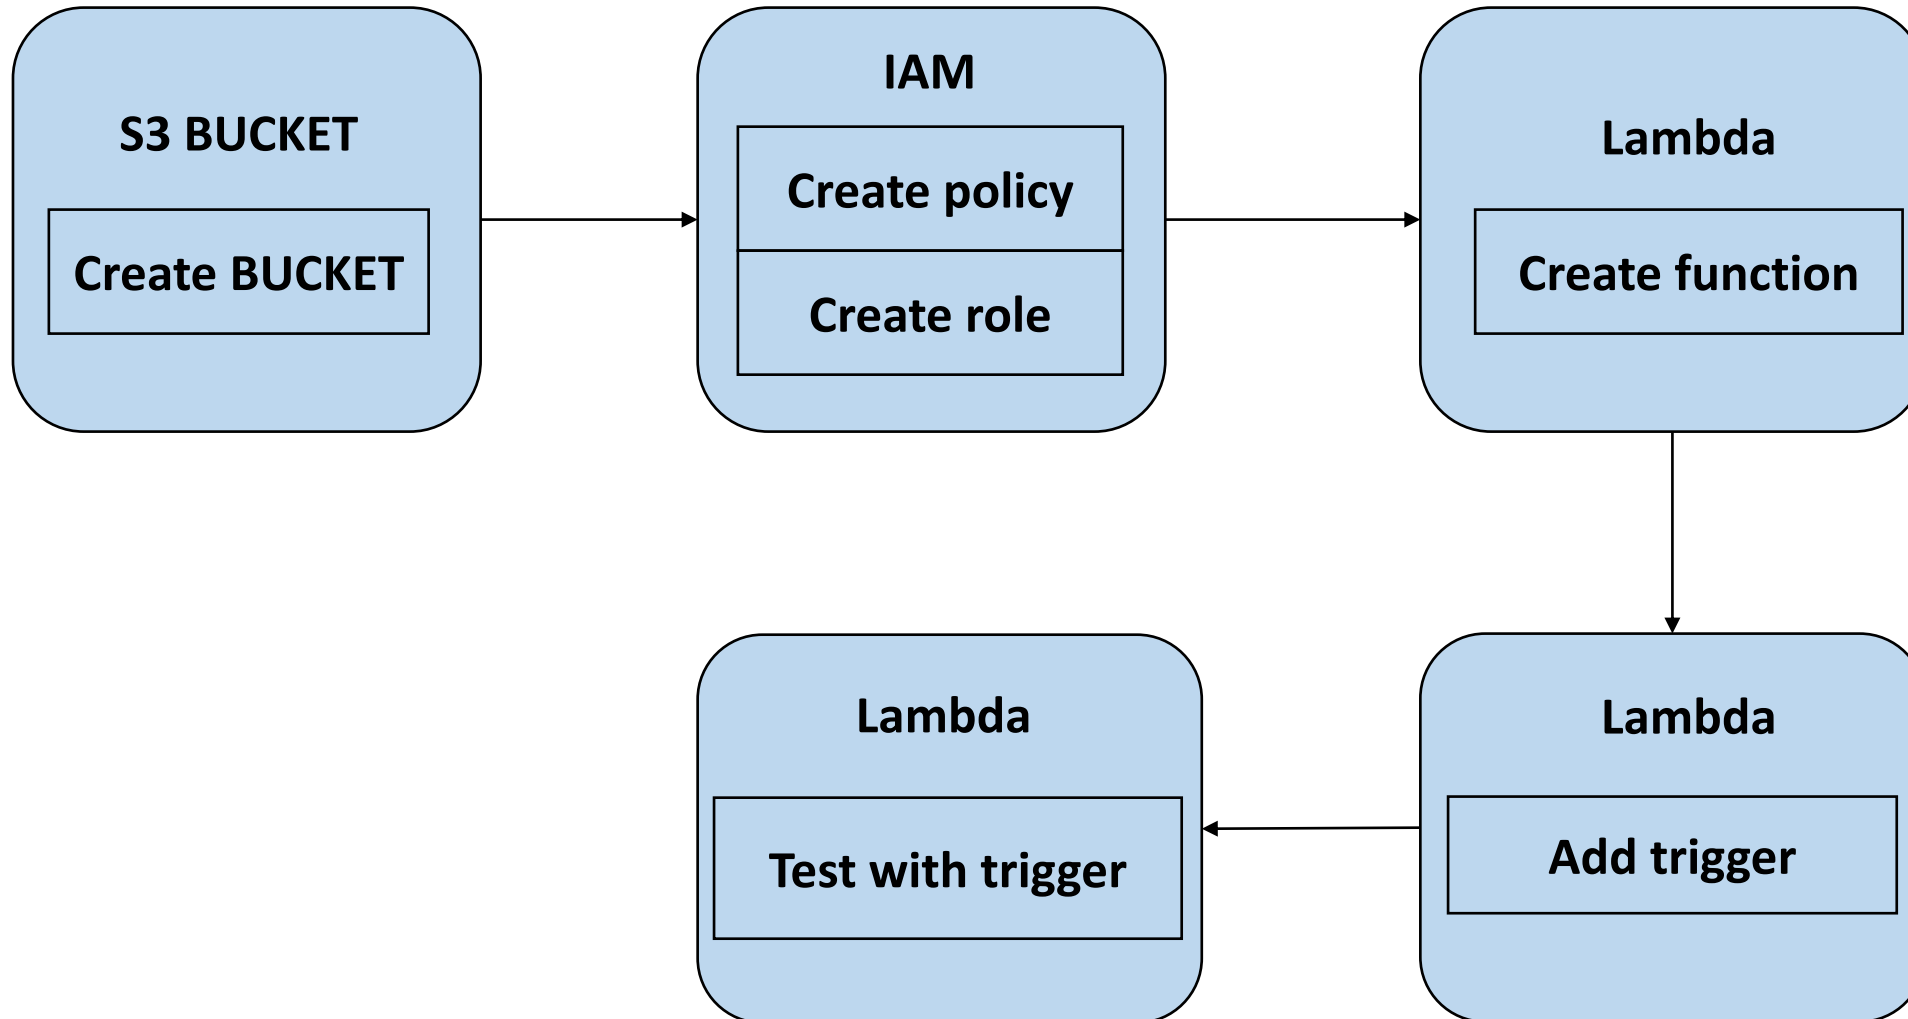 S3 BUCKET
Create BUCKET
IAM
Create policy
Create role
Lambda
Create function
Lambda
Add trigger
Lambda
Test with trigger